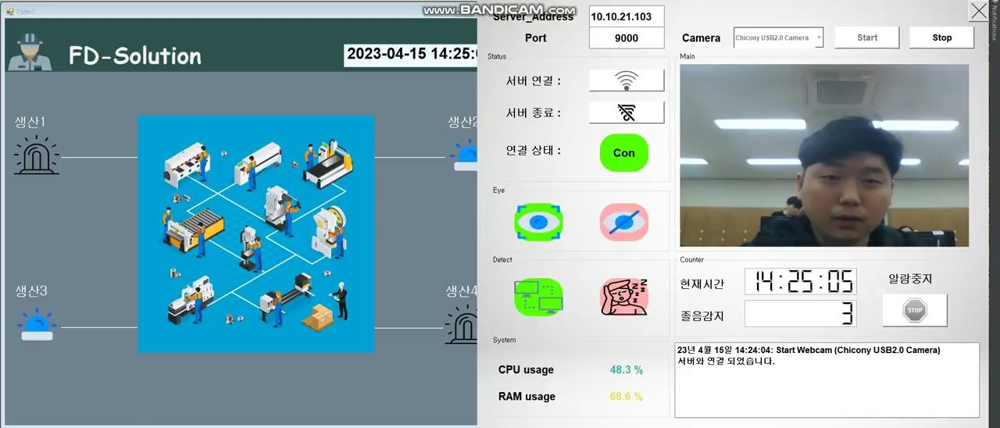 www.BANDICAM.com
Form1
FD-Solution
2023-04-15 14:25:0
생산1
생산2
생산3
생산4
Server_Address
10.10.21.103
Port
9000
Camera
Chicony USB2.0 Camera
Start
Stop
Status
서버 연결 :
서버 종료 :
연결 상태 :
Con
Eye
Detect
System
CPU usage
48.3 %
RAM usage
68.6 %
Main
Counter
현재시간
14:25:05
졸음감지
3
알람중지
STOP
23년 4월 15일 14:24:04: Start Webcam (Chicony USB2.0 Camera)
서버와 연결 되었습니다.
Notifications